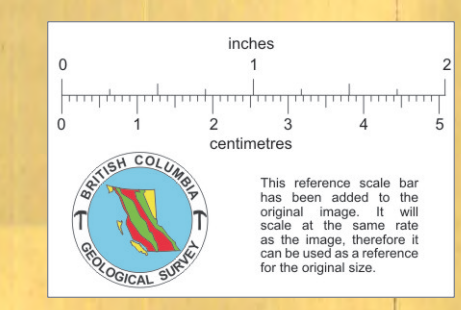 inches
0 1 2
0 1 2 3 4 5
centimetres
BRITISH COLUMBIA
GEOLOGICAL SURVEY
This reference scale bar
has been added to the
original image. It will
scale at the same rate
as the image, therefore it
can be used as a reference
for the original size.